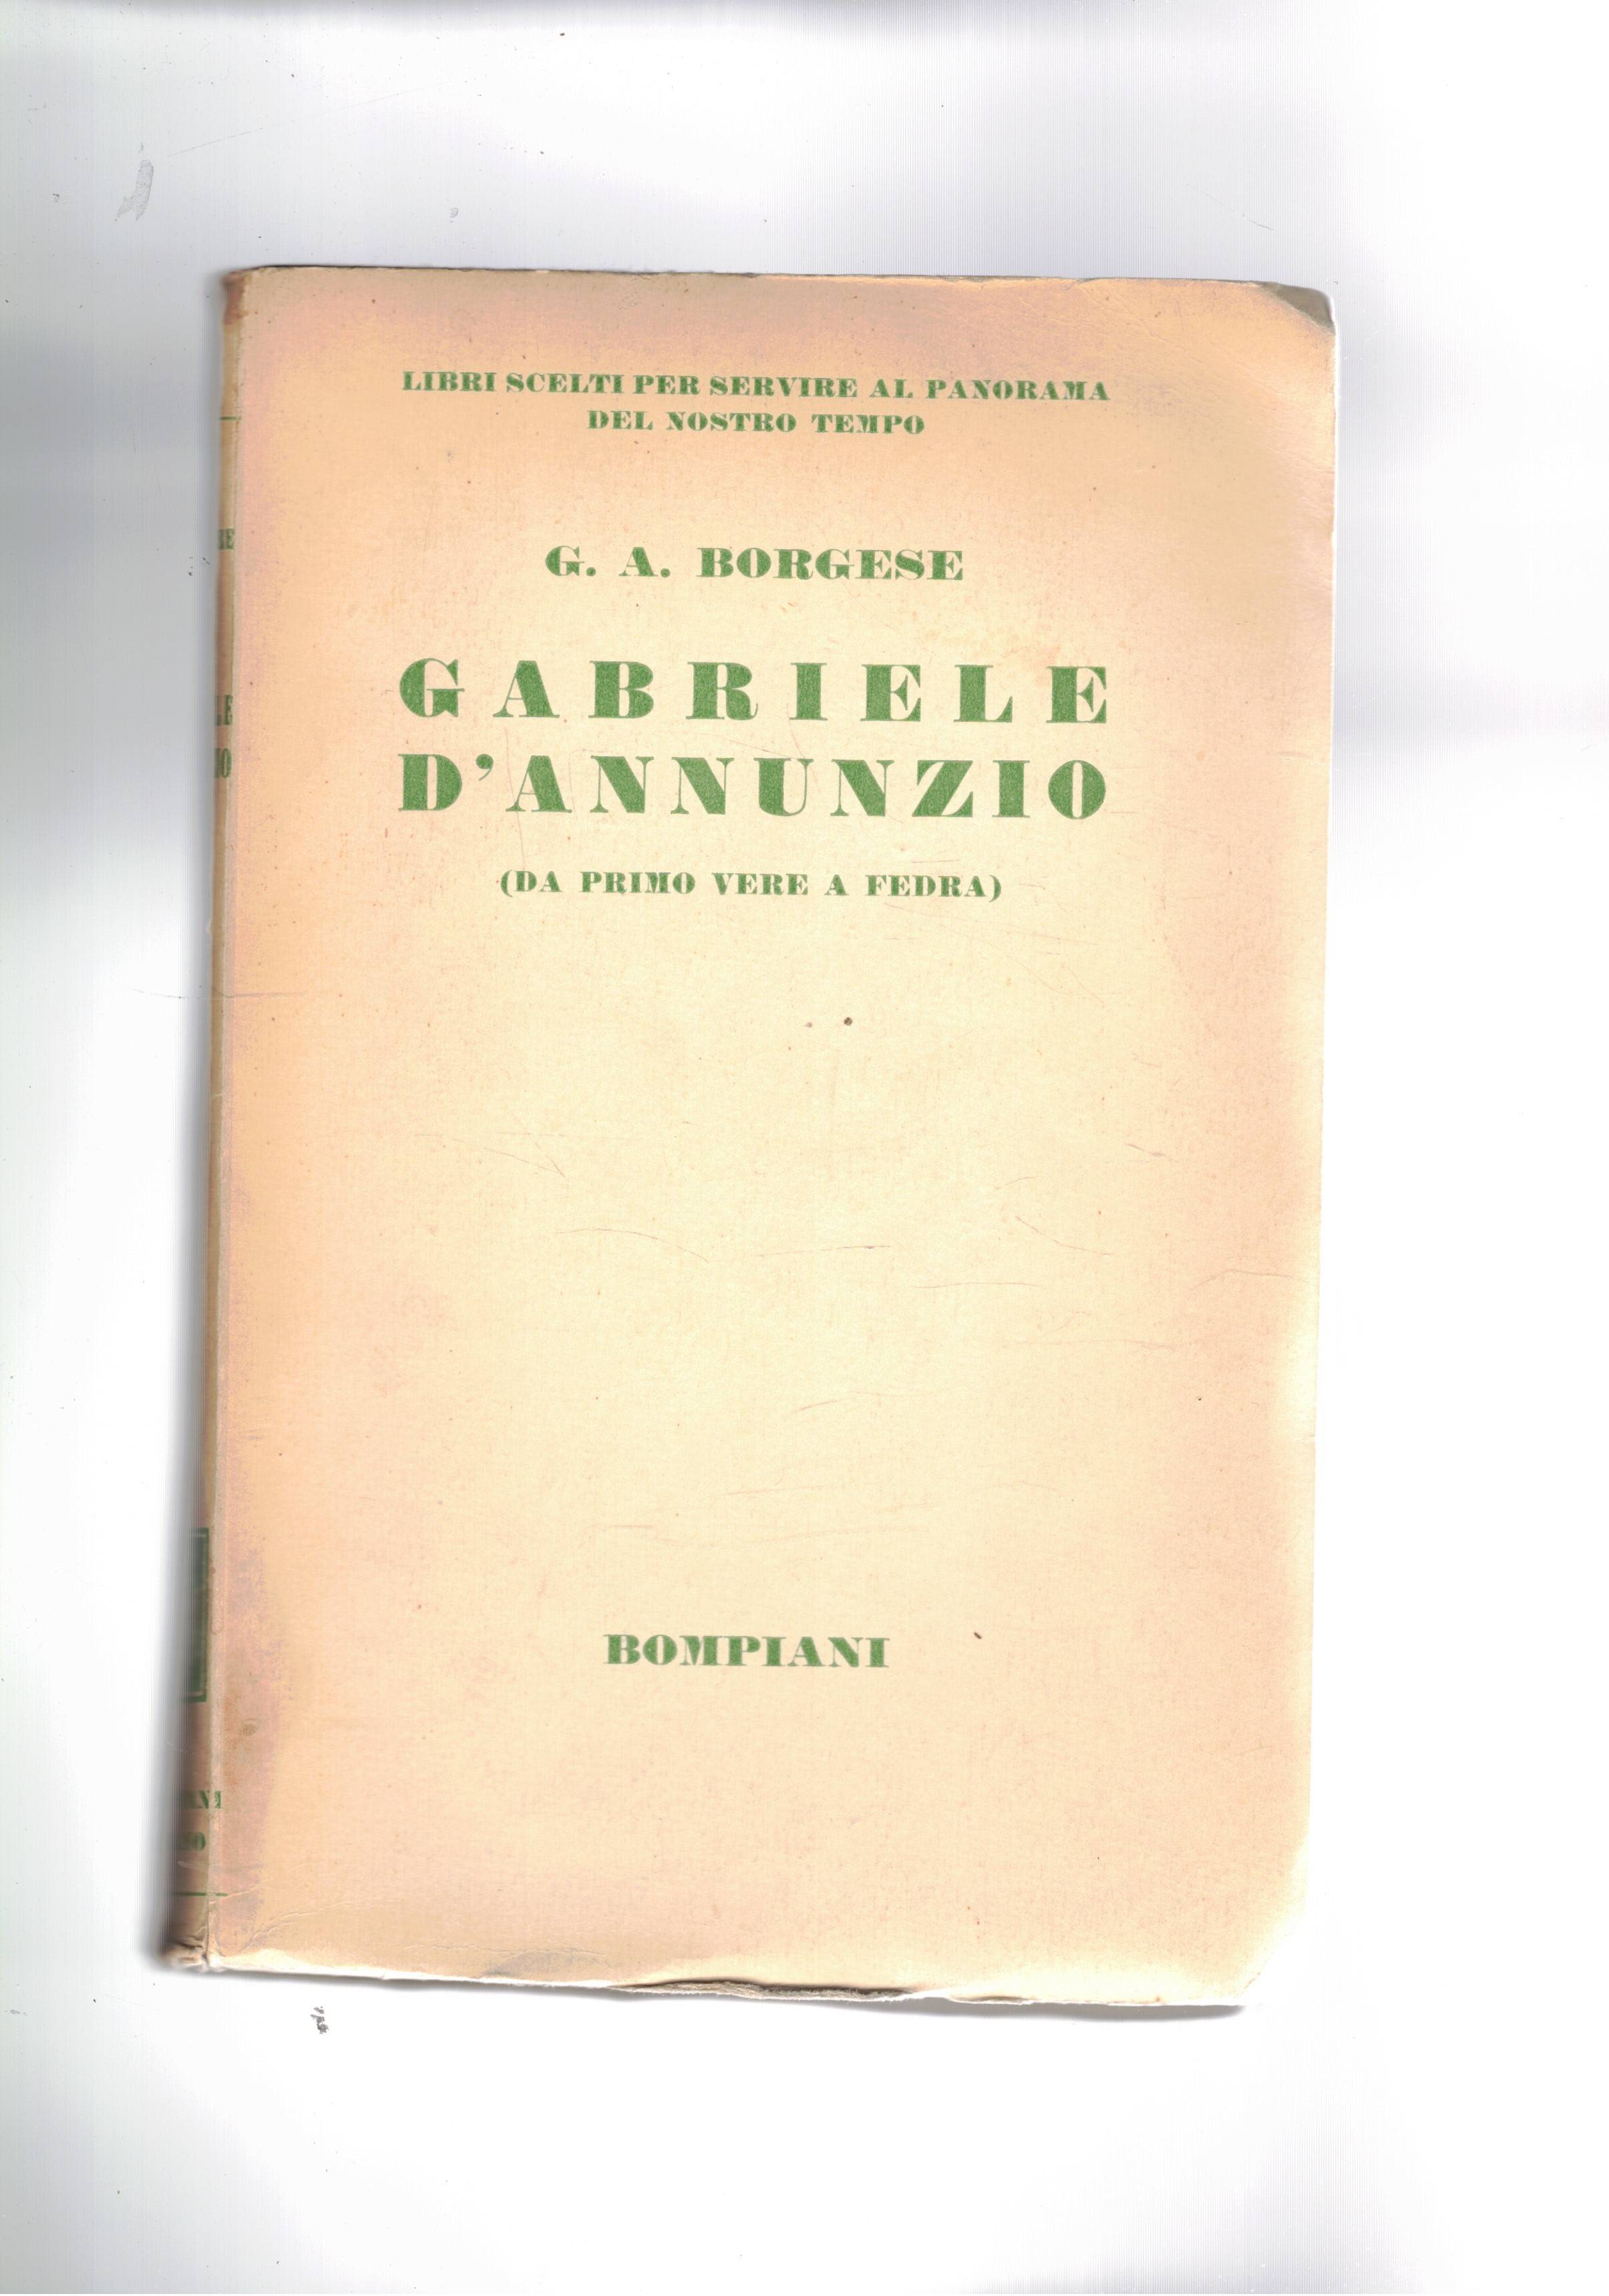 LIBRI SCELTI PER SERVIRE AL PANORAMA
DEL NOSTRO TEMPO
G. A. BORGESE
GABRIELE
D'ANNUNZIO
(DA PRIMO VERE A FEDRA)
BOMPIANI